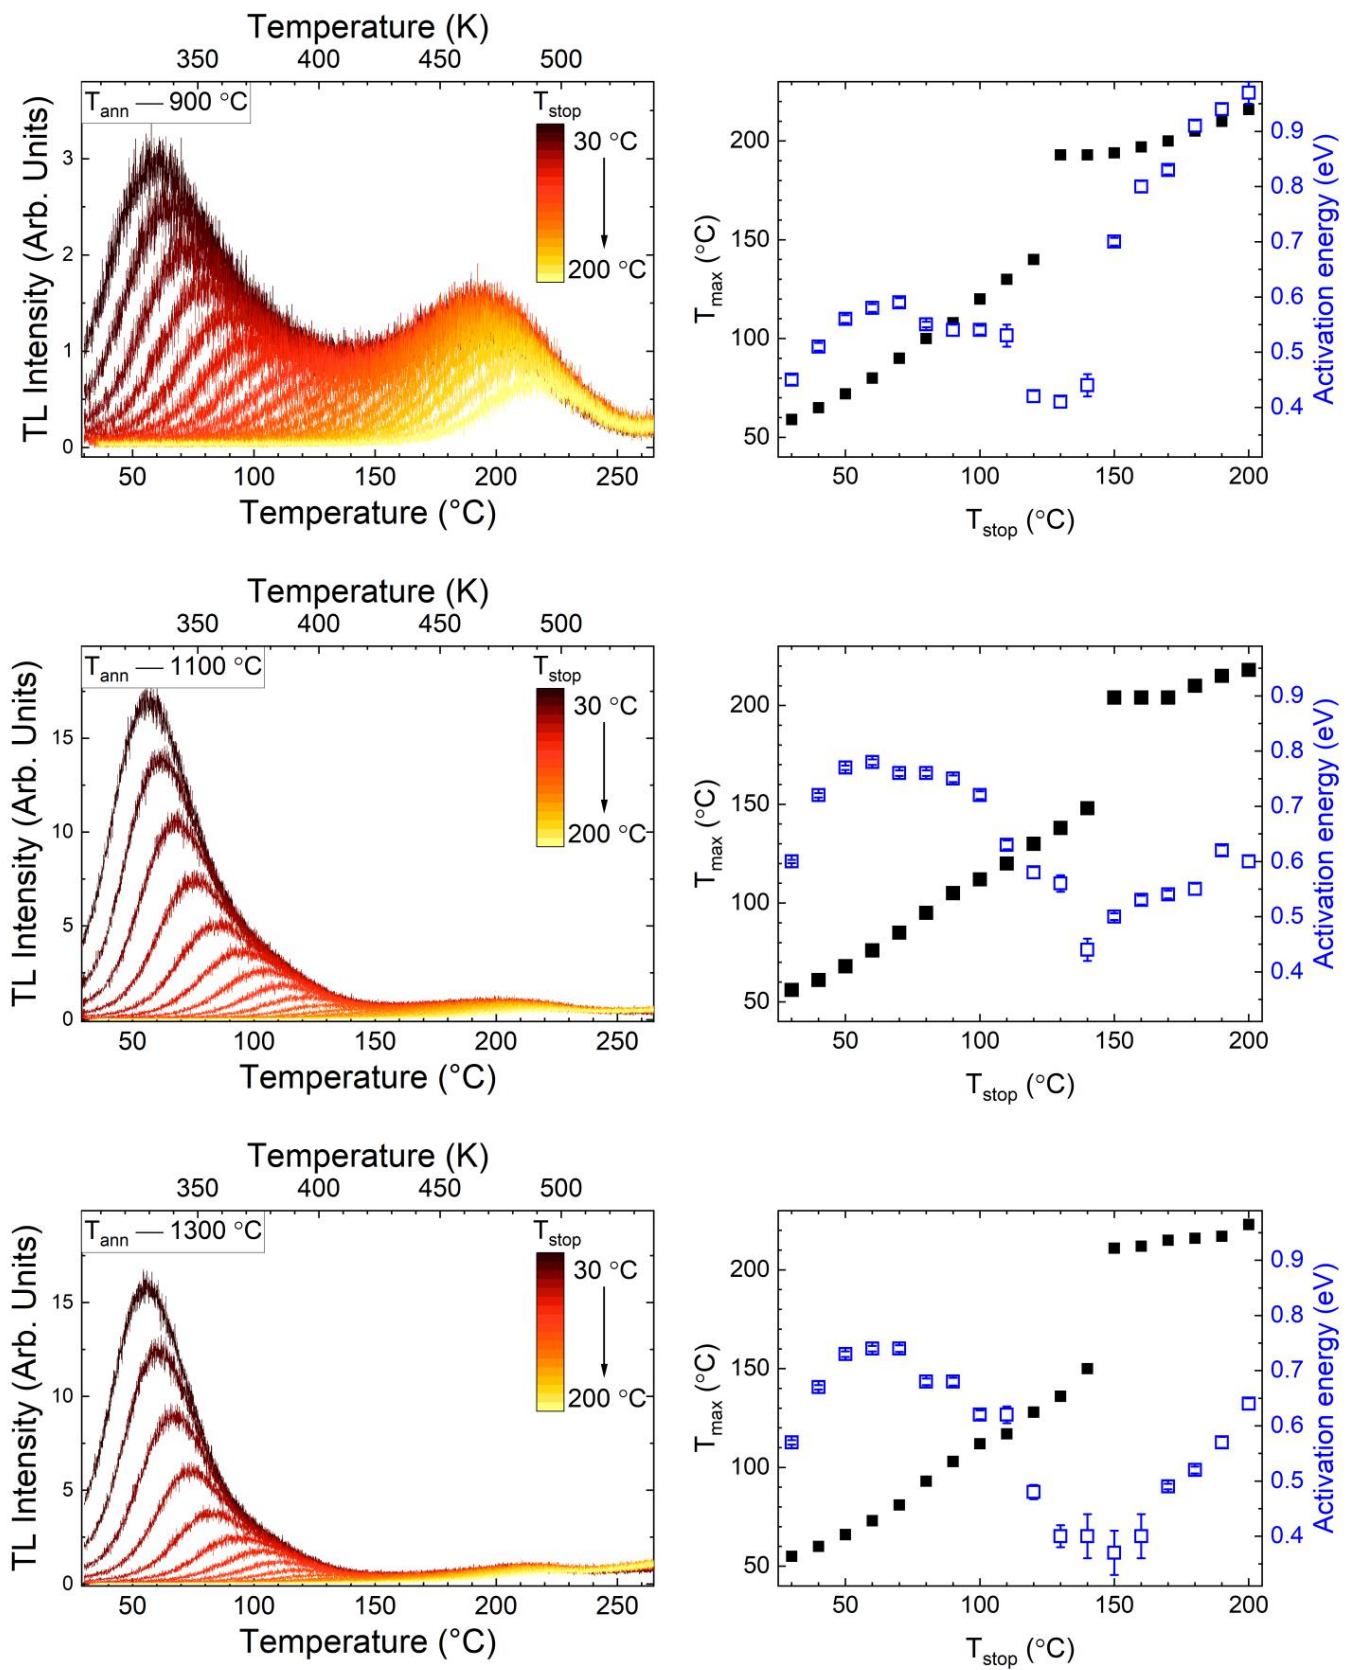 Temperature (K)
350 400 450 500
T_ann — 900 °C
T_stop
30 °C
200 °C
TL Intensity (Arb. Units)
3
2
1
0
50 100 150 200 250
Temperature (°C)
T_max (°C)
200
150
100
50
0.9
0.8
0.7
0.6
0.5
0.4
Activation energy (eV)
50 100 150 200
T_stop (°C)
Temperature (K)
350 400 450 500
T_ann — 1100 °C
T_stop
30 °C
200 °C
TL Intensity (Arb. Units)
15
10
5
0
50 100 150 200 250
Temperature (°C)
T_max (°C)
200
150
100
50
0.9
0.8
0.7
0.6
0.5
0.4
Activation energy (eV)
50 100 150 200
T_stop (°C)
Temperature (K)
350 400 450 500
T_ann — 1300 °C
T_stop
30 °C
200 °C
TL Intensity (Arb. Units)
15
10
5
0
50 100 150 200 250
Temperature (°C)
T_max (°C)
200
150
100
50
0.9
0.8
0.7
0.6
0.5
0.4
Activation energy (eV)
50 100 150 200
T_stop (°C)